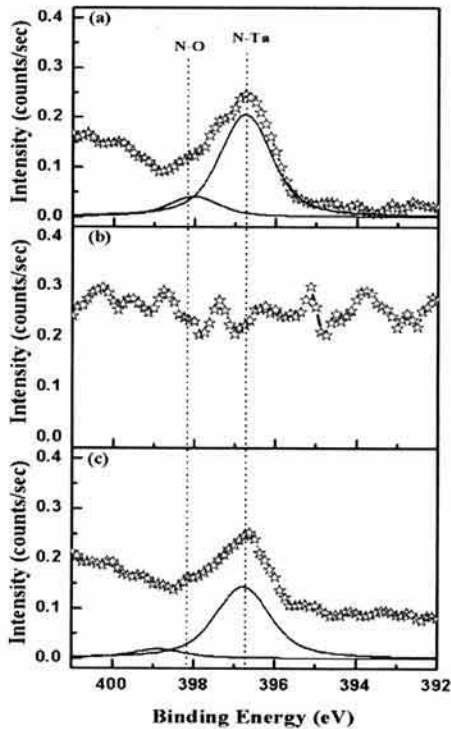 (a)
N-O
N-Ta
Intensity (counts/sec)
0.4
0.3
0.2
0.1
0.0
(b)
Intensity (counts/sec)
0.4
0.3
0.2
0.1
0.0
(c)
Intensity (counts/sec)
0.4
0.3
0.2
0.1
0.0
400 398 396 394 392
Binding Energy (eV)